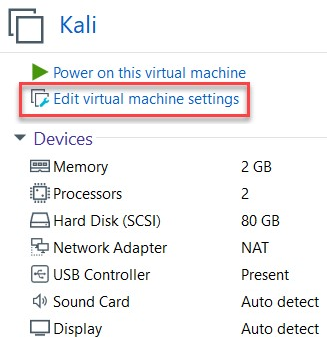 Kali
Power on this virtual machine
Edit virtual machine settings
Devices
Memory 2 GB
Processors 2
Hard Disk (SCSI) 80 GB
Network Adapter NAT
USB Controller Present
Sound Card Auto detect
Display Auto detect